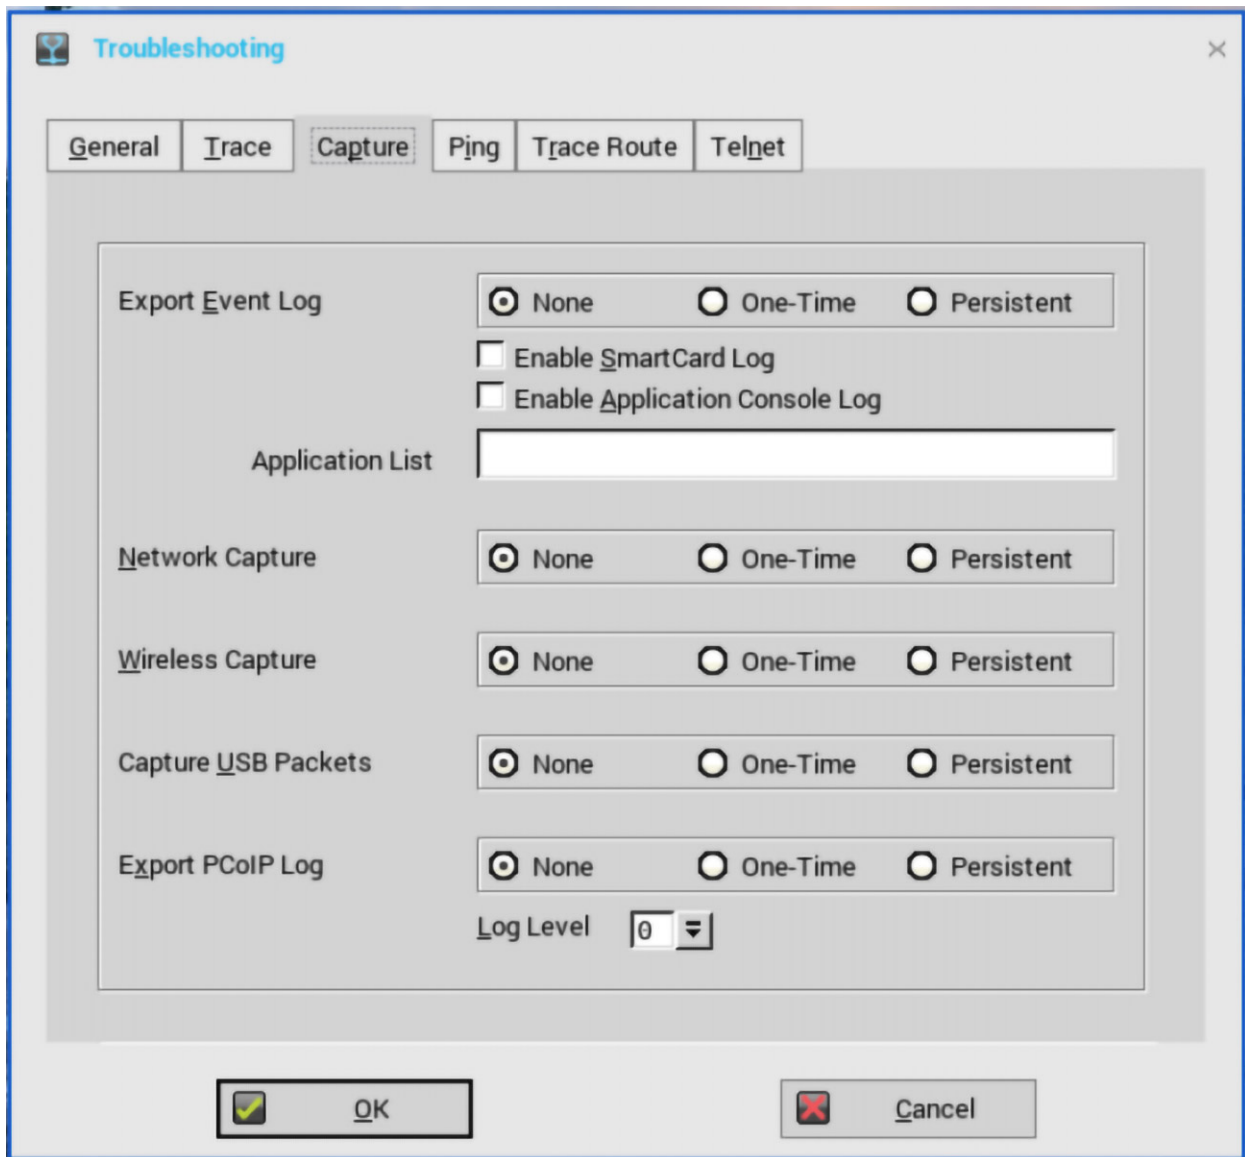 Troubleshooting
General Trace Capture Ping Trace Route Telnet
Export Event Log None One-Time Persistent
Enable SmartCard Log
Enable Application Console Log
Application List
Network Capture None One-Time Persistent
Wireless Capture None One-Time Persistent
Capture USB Packets None One-Time Persistent
Export PCoIP Log None One-Time Persistent
Log Level 0
OK Cancel